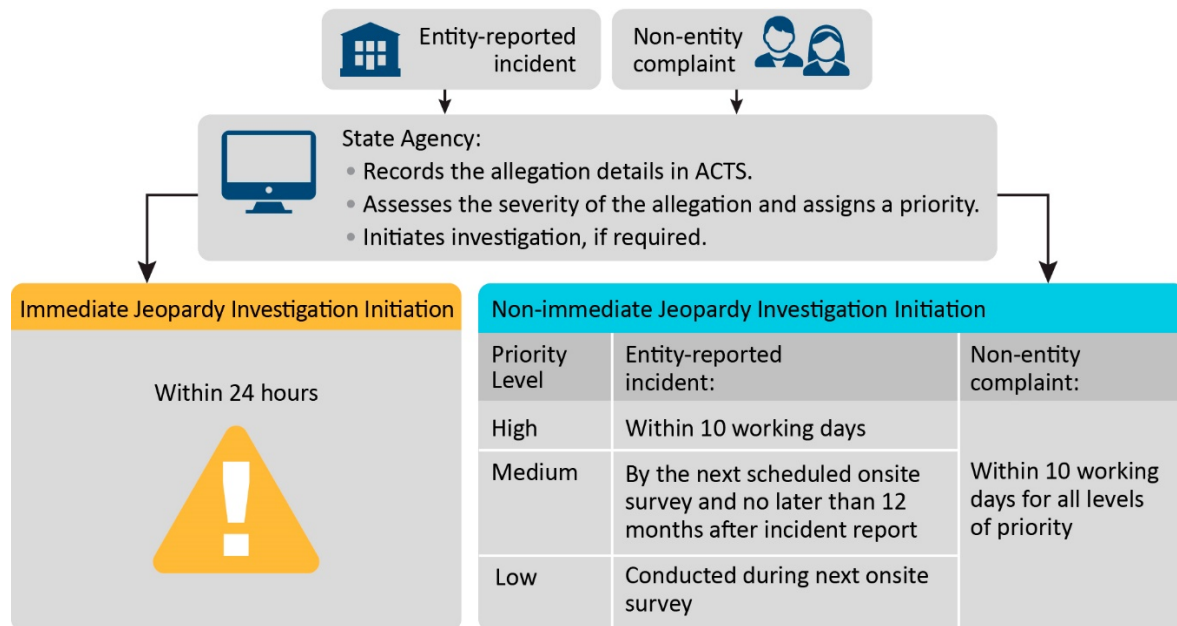 Entity-reported
incident
Non-entity
complaint
State Agency:
• Records the allegation details in ACTS.
• Assesses the severity of the allegation and assigns a priority.
• Initiates investigation, if required.
Immediate Jeopardy Investigation Initiation
Within 24 hours
!
Non-immediate Jeopardy Investigation Initiation
Priority
Level
Entity-reported
incident:
Non-entity
complaint:
High
Within 10 working days
Medium
By the next scheduled onsite
survey and no later than 12
months after incident report
Low
Conducted during next onsite
survey
Within 10 working
days for all levels
of priority